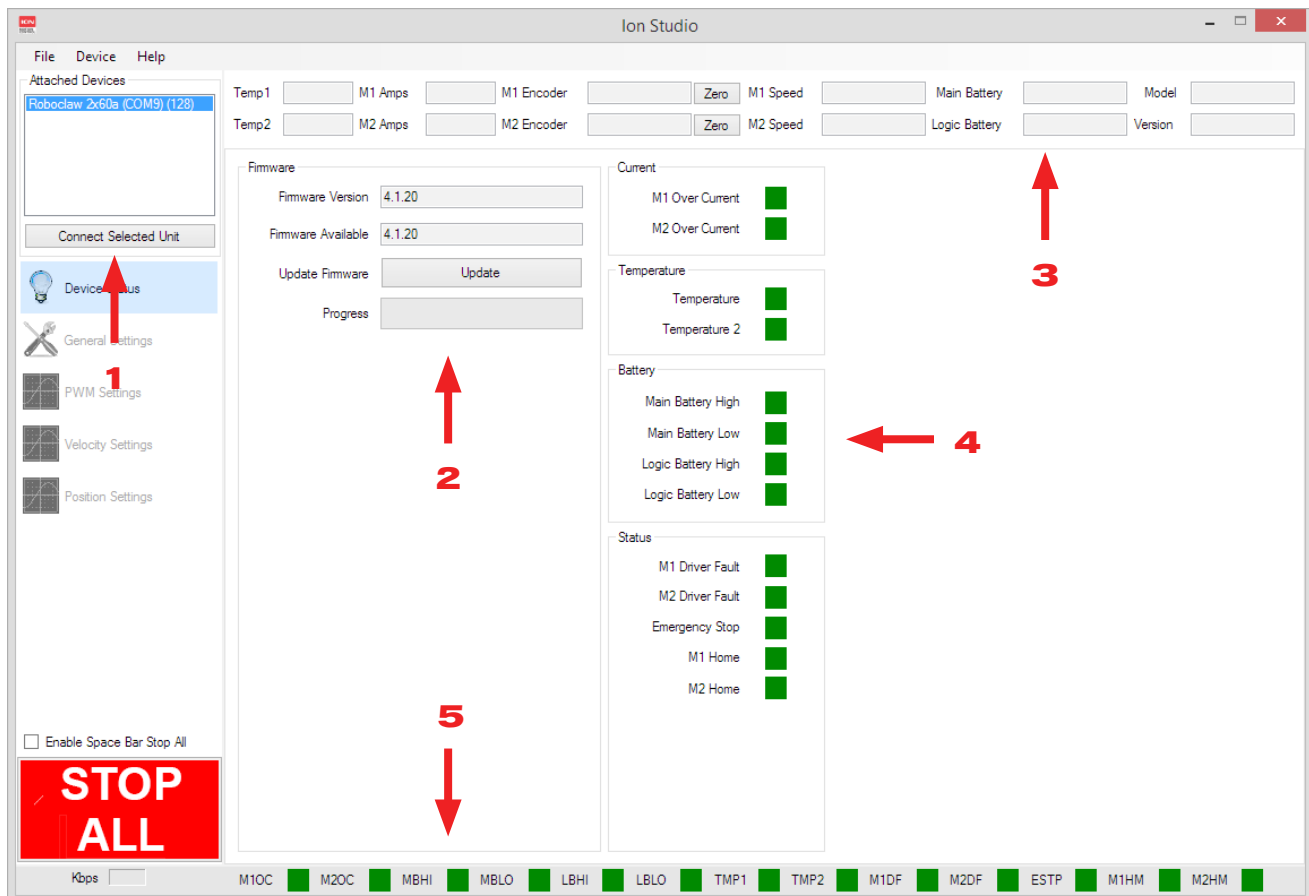 ION
Ion Studio
File Device Help
Attached Devices
Roboclaw 2x60a (COM9) (128)
Connect Selected Unit
Temp1 M1 Amps M1 Encoder Zero M1 Speed Main Battery Model
Temp2 M2 Amps M2 Encoder Zero M2 Speed Logic Battery Version
Device Status
General Settings
PWM Settings
Velocity Settings
Position Settings
1
Firmware
Firmware Version 4.1.20
Firmware Available 4.1.20
Update Firmware Update
Progress
2
Current
M1 Over Current
M2 Over Current
Temperature
Temperature
Temperature 2
Battery
Main Battery High
Main Battery Low
Logic Battery High
Logic Battery Low
Status
M1 Driver Fault
M2 Driver Fault
Emergency Stop
M1 Home
M2 Home
3
4
5
Enable Space Bar Stop All
STOP
ALL
Kbps M1OC M2OC MBHI MBLO LBHI LBLO TMP1 TMP2 M1DF M2DF ESTP M1HM M2HM